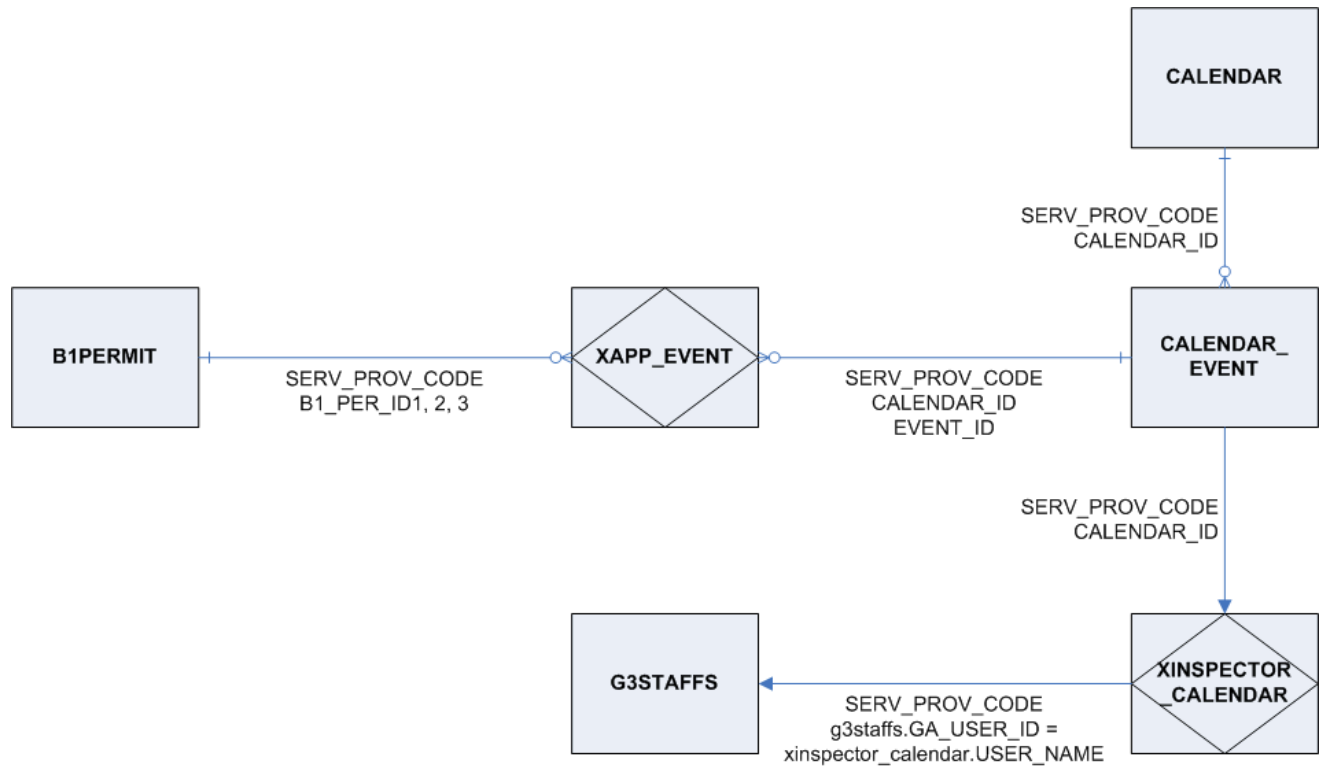 CALENDAR
SERV_PROV_CODE
CALENDAR_ID
B1PERMIT
SERV_PROV_CODE
B1_PER_ID1, 2, 3
XAPP_EVENT
SERV_PROV_CODE
CALENDAR_ID
EVENT_ID
CALENDAR_
EVENT
SERV_PROV_CODE
CALENDAR_ID
G3STAFFS
SERV_PROV_CODE
g3staffs.GA_USER_ID =
xinspector_calendar.USER_NAME
XINSPECTOR
_CALENDAR